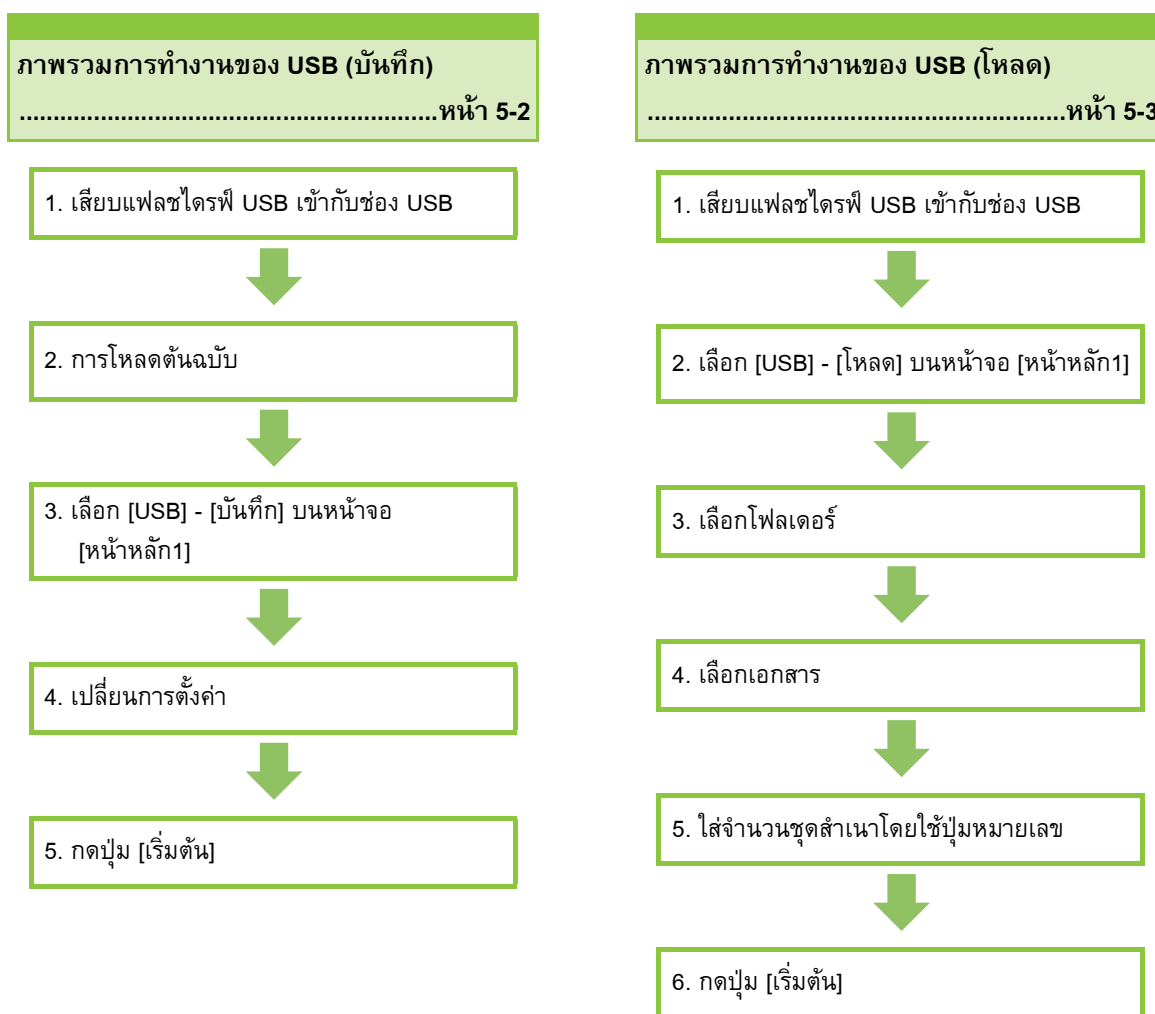 ภาพรวมการทำงานของ USB (บันทึก)
..............................................................หน้า 5-2
1. เสียบแฟลชไดรฟ์ USB เข้ากับช่อง USB
2. การโหลดต้นฉบับ
3. เลือก [USB] - [บันทึก] บนหน้าจอ
[หน้าหลัก1]
4. เปลี่ยนการตั้งค่า
5. กดปุ่ม [เริ่มต้น]
ภาพรวมการทำงานของ USB (โหลด)
..............................................................หน้า 5-3
1. เสียบแฟลชไดรฟ์ USB เข้ากับช่อง USB
2. เลือก [USB] - [โหลด] บนหน้าจอ [หน้าหลัก1]
3. เลือกโฟลเดอร์
4. เลือกเอกสาร
5. ใส่จำนวนชุดสำเนาโดยใช้ปุ่มหมายเลข
6. กดปุ่ม [เริ่มต้น]